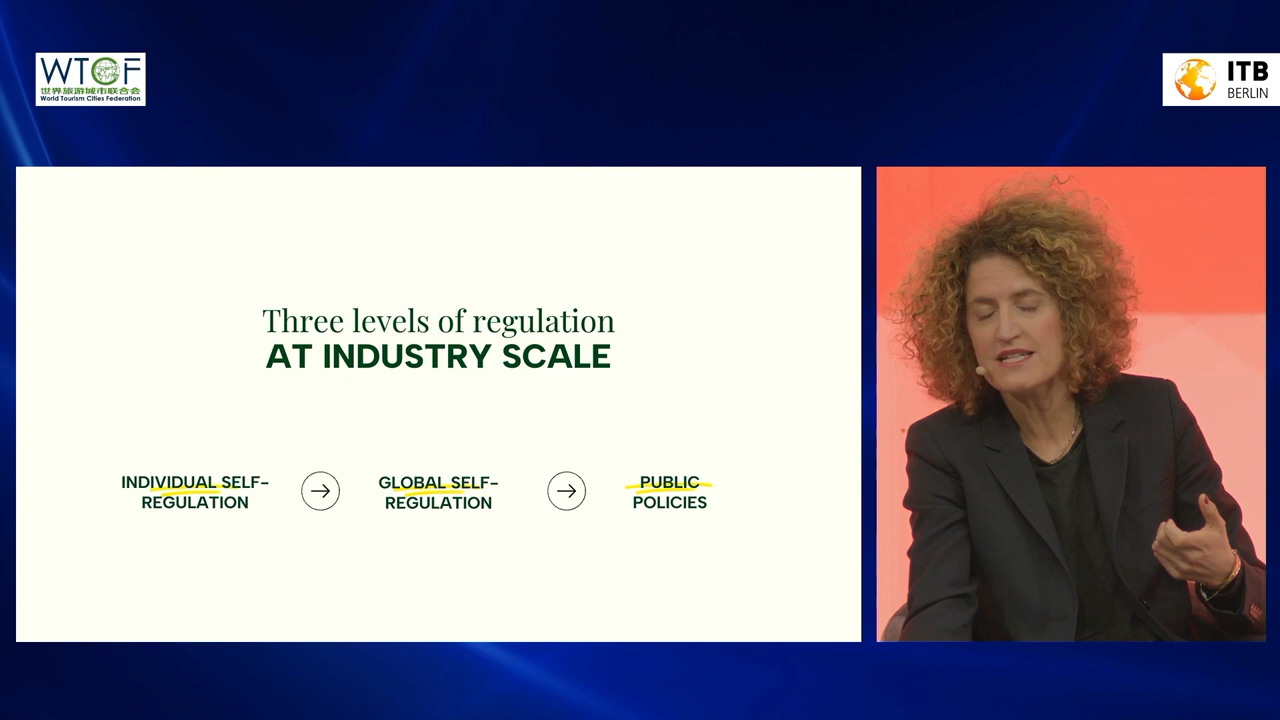 WTCF
世界旅游城市联合会
World Tourism Cities Federation
ITB
BERLIN
Three levels of regulation
AT INDUSTRY SCALE
INDIVIDUAL SELF-
REGULATION
GLOBAL SELF-
REGULATION
PUBLIC
POLICIES